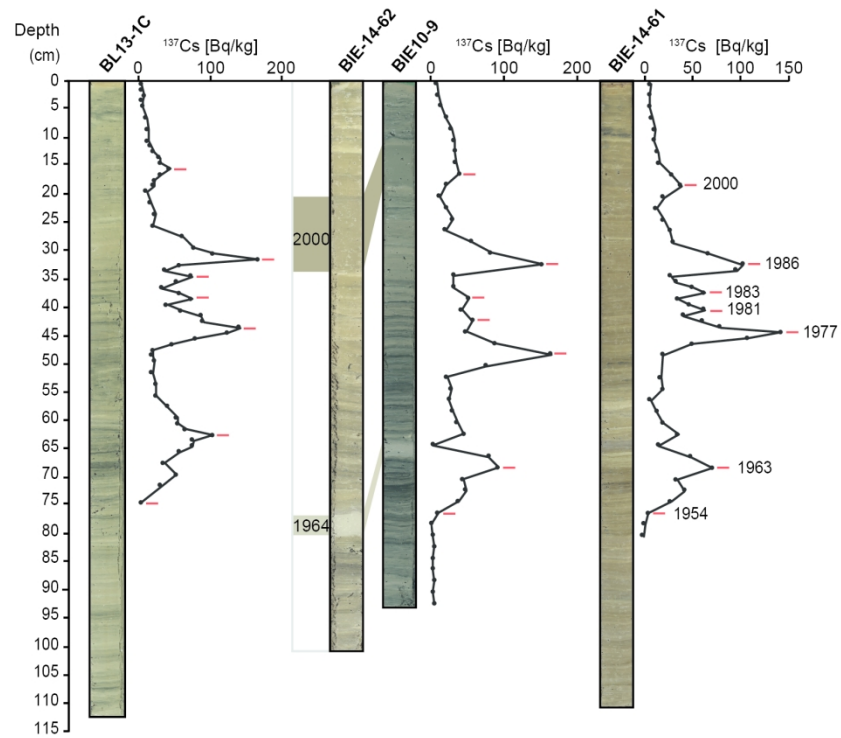 Depth
(cm)
BL13-1C
¹³⁷Cs [Bq/kg]
0 100 200
BIE-14-62
BIE10-9
¹³⁷Cs [Bq/kg]
0 100 200
BIE-14-61
¹³⁷Cs [Bq/kg]
0 50 100 150
0
5
10
15
20
25
30
35
40
45
50
55
60
65
70
75
80
85
90
95
100
105
110
115
2000
1964
2000
1986
1983
1981
1977
1963
1954